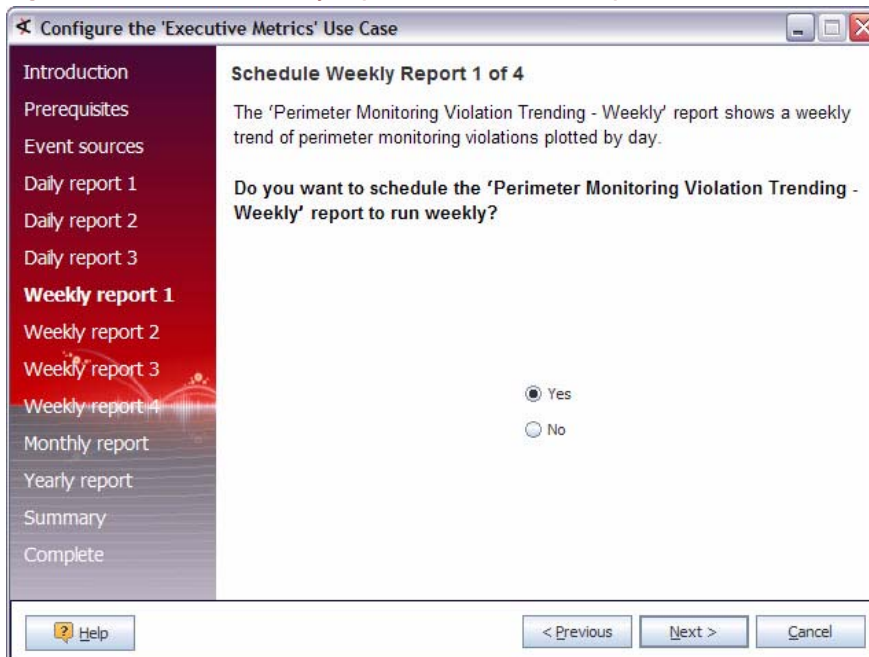 Configure the 'Executive Metrics' Use Case
Introduction
Prerequisites
Event sources
Daily report 1
Daily report 2
Daily report 3
Weekly report 1
Weekly report 2
Weekly report 3
Weekly report 4
Monthly report
Yearly report
Summary
Complete
Schedule Weekly Report 1 of 4
The ‘Perimeter Monitoring Violation Trending - Weekly’ report shows a weekly
trend of perimeter monitoring violations plotted by day.
Do you want to schedule the ‘Perimeter Monitoring Violation Trending -
Weekly’ report to run weekly?
Yes
No
Help
< Previous
Next >
Cancel